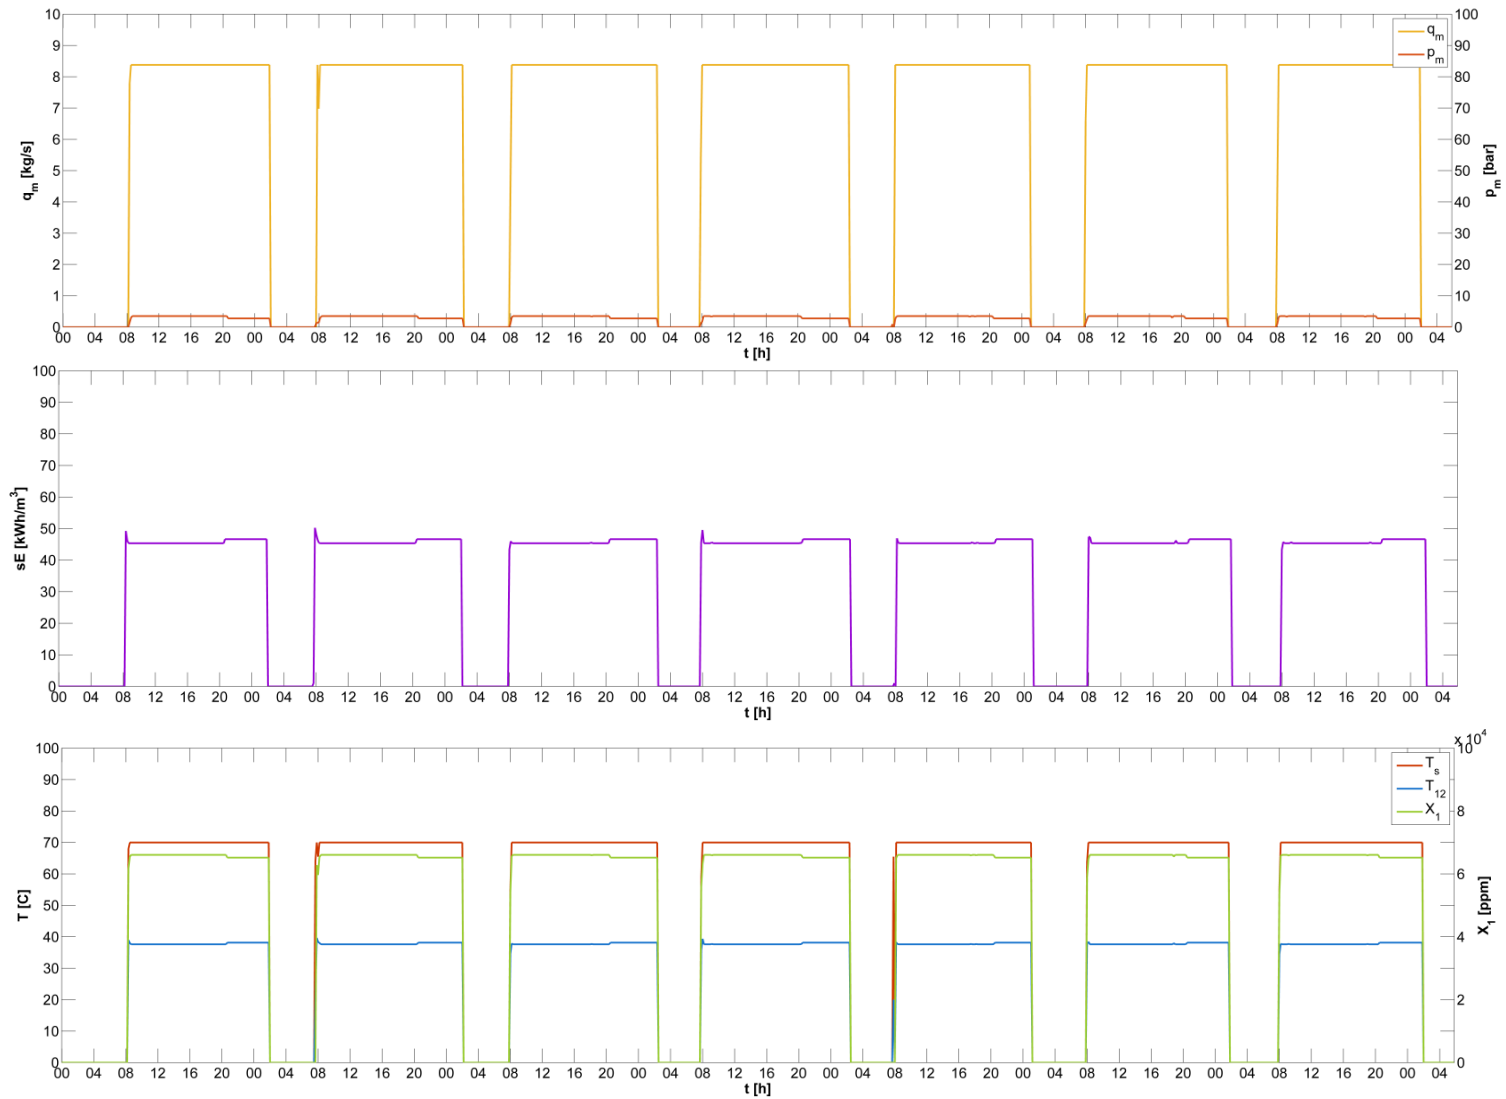 10 100
9 90
8 80
7 70
6 60
5 50
4 40
3 30
2 20
1 10
0 0
q_m [kg/s]
p_m [bar]
q_m
p_m
00 04 08 12 16 20 00 04 08 12 16 20 00 04 08 12 16 20 00 04 08 12 16 20 00 04 08 12 16 20 00 04 08 12 16 20 00 04 08 12 16 20 00 04
t [h]
100
90
80
70
60
50
40
30
20
10
0
sE [kWh/m³]
00 04 08 12 16 20 00 04 08 12 16 20 00 04 08 12 16 20 00 04 08 12 16 20 00 04 08 12 16 20 00 04 08 12 16 20 00 04 08 12 16 20 00 04
t [h]
x 10⁴
100 10
90
80 8
70
60 6
50
40 4
30
20 2
10
0 0
T [C]
X_1 [ppm]
T_s
T_12
X_1
00 04 08 12 16 20 00 04 08 12 16 20 00 04 08 12 16 20 00 04 08 12 16 20 00 04 08 12 16 20 00 04 08 12 16 20 00 04 08 12 16 20 00 04
t [h]